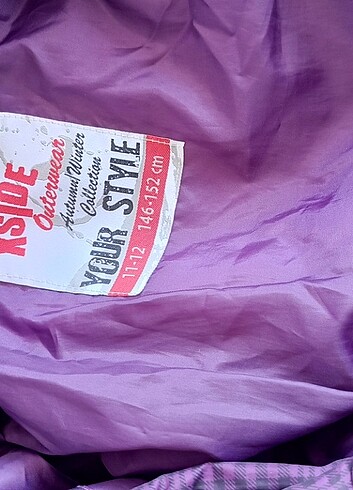 XSIDE
Outerwear
Autumn/Winter
Collection
YOUR STYLE
11-12 146-152 cm